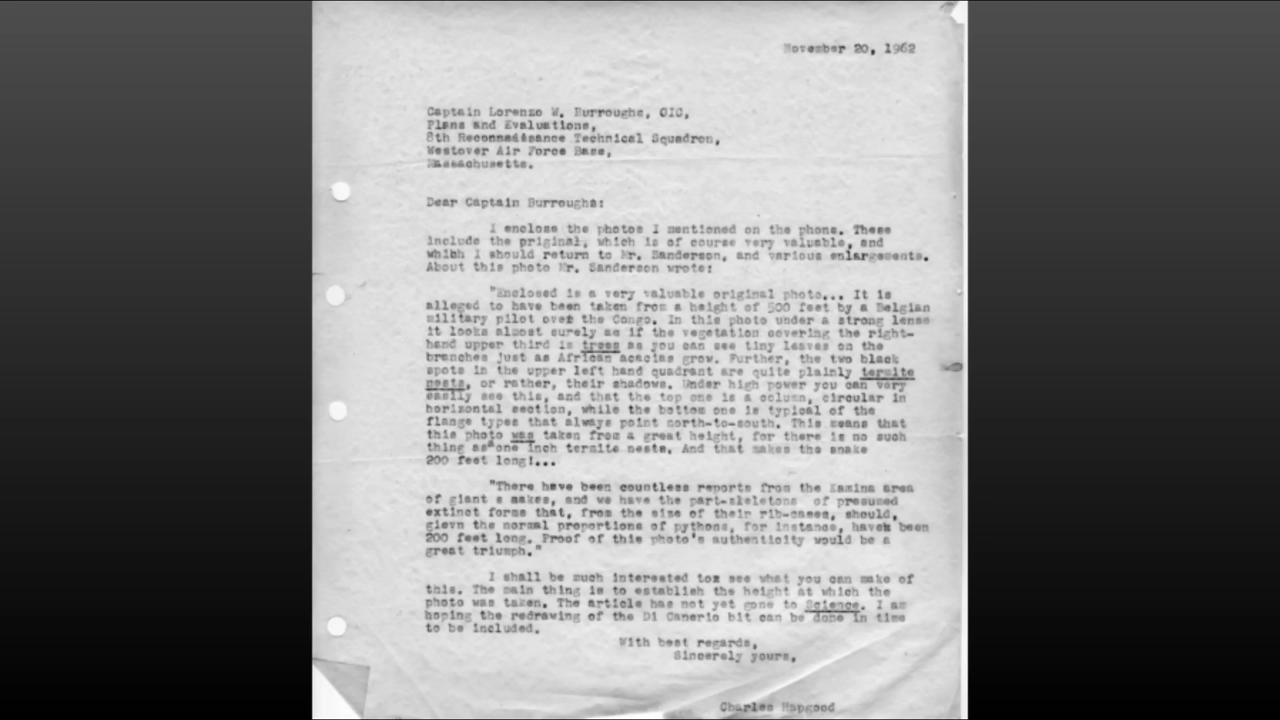 November 20, 1962
Captain Lorenzo W. Burroughs, OIC,
Plans and Evaluations,
8th Reconnaissance Technical Squadron,
Westover Air Force Base,
Massachusetts.
Dear Captain Burroughs:
I enclose the photos I mentioned on the phone. These
include the priginal, which is of course very valuable, and
whibh I should return to Mr. Sanderson, and various enlargements.
About this photo Mr. Sanderson wrote:
"Enclosed is a very valuable original photo... It is
alleged to have been taken from a height of 500 feet by a Belgian
military pilot over the Congo. In this photo under a strong lense
it looks almost surely as if the vegetation covering the right-
hand upper third is trees as you can see tiny leaves on the
branches just as African acacias grow. Further, the two black
spots in the upper left hand quadrant are quite plainly termite
nests, or rather, their shadows. Under high power you can very
easily see this, and that the top one is a column, circular in
horizontal section, while the bottom one is typical of the
flange types that always point north-to-south. This means that
this photo was taken from a great height, for there is no such
thing as one inch termite nests. And that makes the snake
200 feet long!...
"There have been countless reports from the Kamina area
of giant s makes, and we have the part-skeletons of presumed
extinct forms that, from the size of their rib-cases, should,
gievn the normal proportions of pythons, for instance, have been
200 feet long. Proof of this photo's authenticity would be a
great triumph."
I shall be much interested to see what you can make of
this. The main thing is to establish the height at which the
photo was taken. The article has not yet gone to Science. I am
hoping the redrawing of the Di Canerio bit can be done in time
to be included.
With best regards,
Sincerely yours,
Charles Hapgood